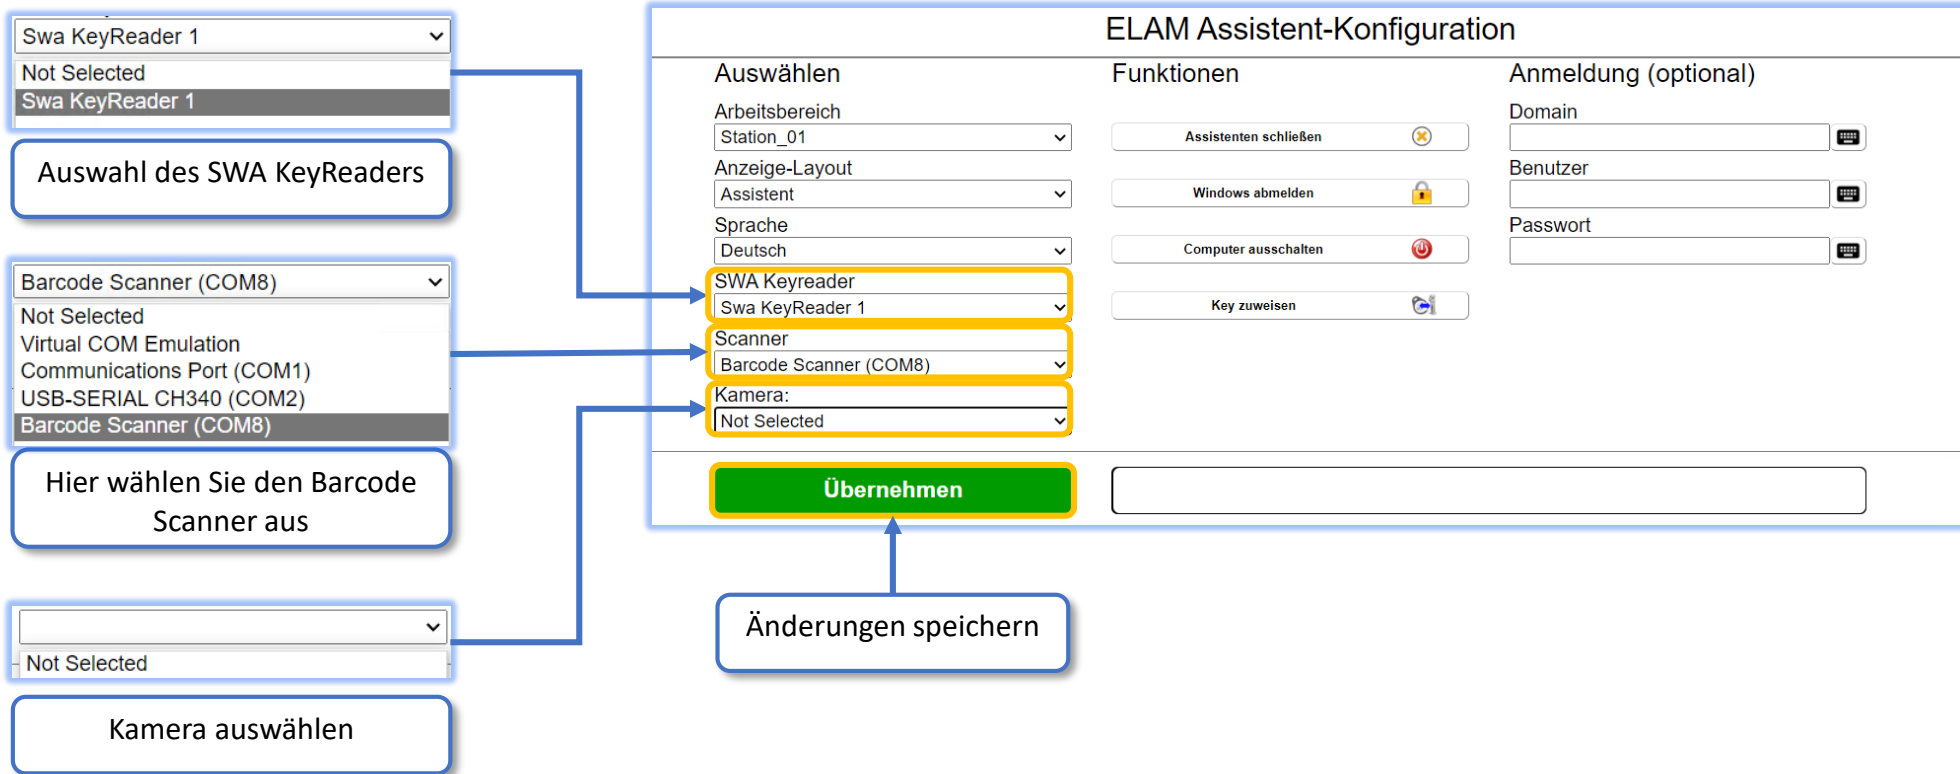 Swa KeyReader 1
Not Selected
Swa KeyReader 1
Auswahl des SWA KeyReaders
Barcode Scanner (COM8)
Not Selected
Virtual COM Emulation
Communications Port (COM1)
USB-SERIAL CH340 (COM2)
Barcode Scanner (COM8)
Hier wählen Sie den Barcode
Scanner aus
Not Selected
Kamera auswählen
ELAM Assistent-Konfiguration
Auswählen
Arbeitsbereich
Station_01
Anzeige-Layout
Assistent
Sprache
Deutsch
SWA Keyreader
Swa KeyReader 1
Scanner
Barcode Scanner (COM8)
Kamera:
Not Selected
Übernehmen
Änderungen speichern
Funktionen
Assistenten schließen
Windows abmelden
Computer ausschalten
Key zuweisen
Anmeldung (optional)
Domain
Benutzer
Passwort